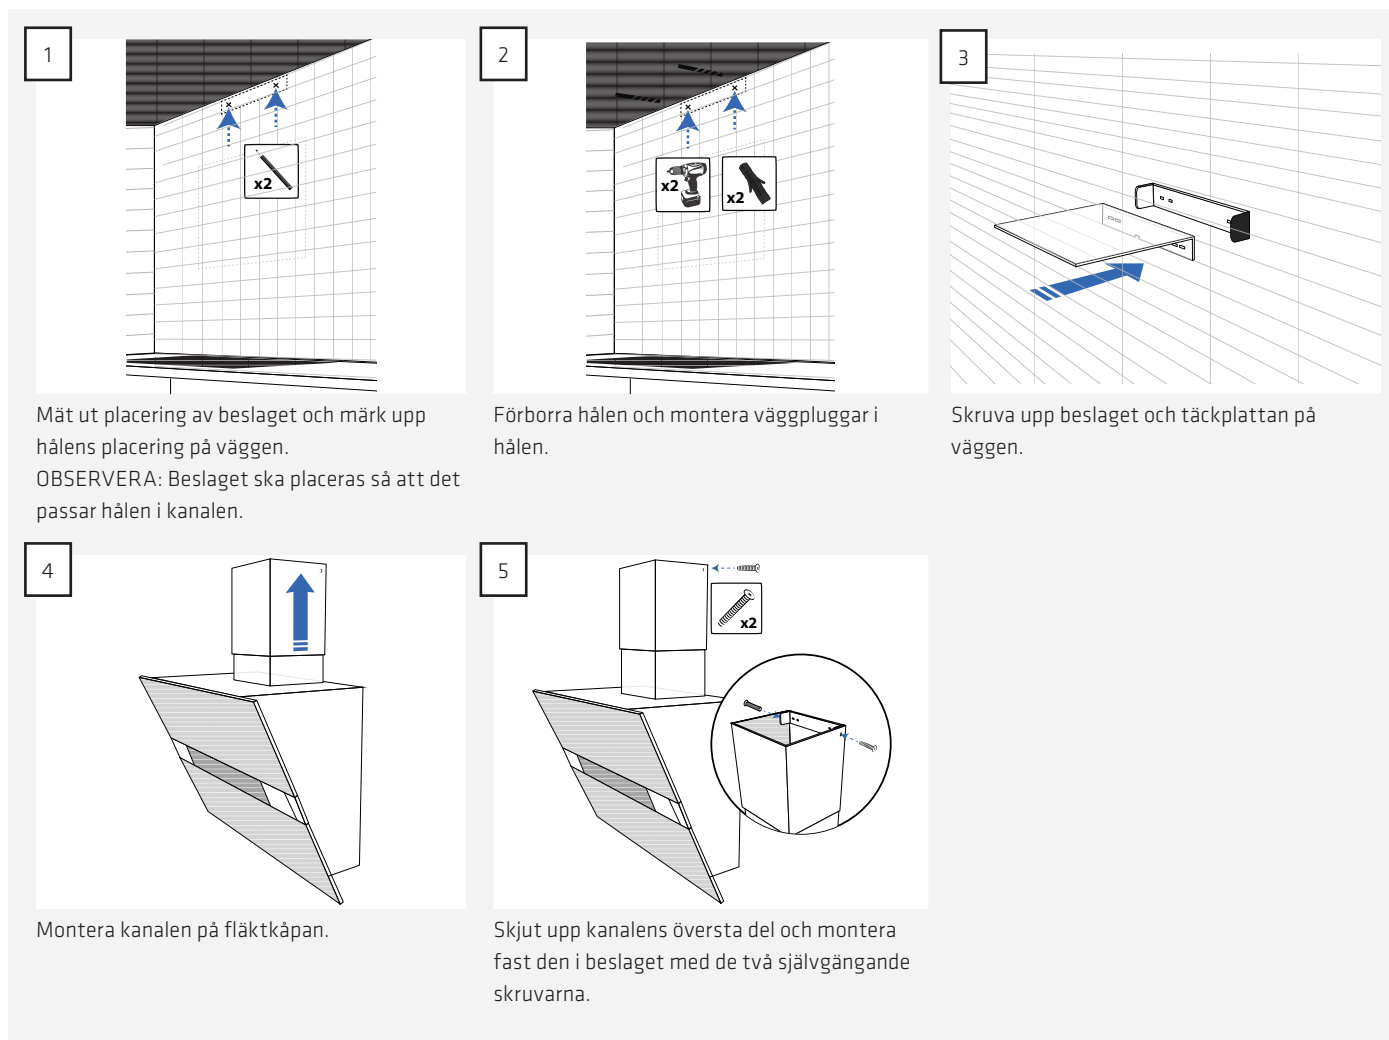 1
x2
Mät ut placering av beslaget och märk upp
hålens placering på väggen.
OBSERVERA: Beslaget ska placeras så att det
passar hålen i kanalen.
2
x2
x2
Förborra hålen och montera väggpluggar i
hålen.
3
Skruva upp beslaget och täckplattan på
väggen.
4
Montera kanalen på fläktkåpan.
5
x2
Skjut upp kanalens översta del och montera
fast den i beslaget med de två självgängande
skruvarna.